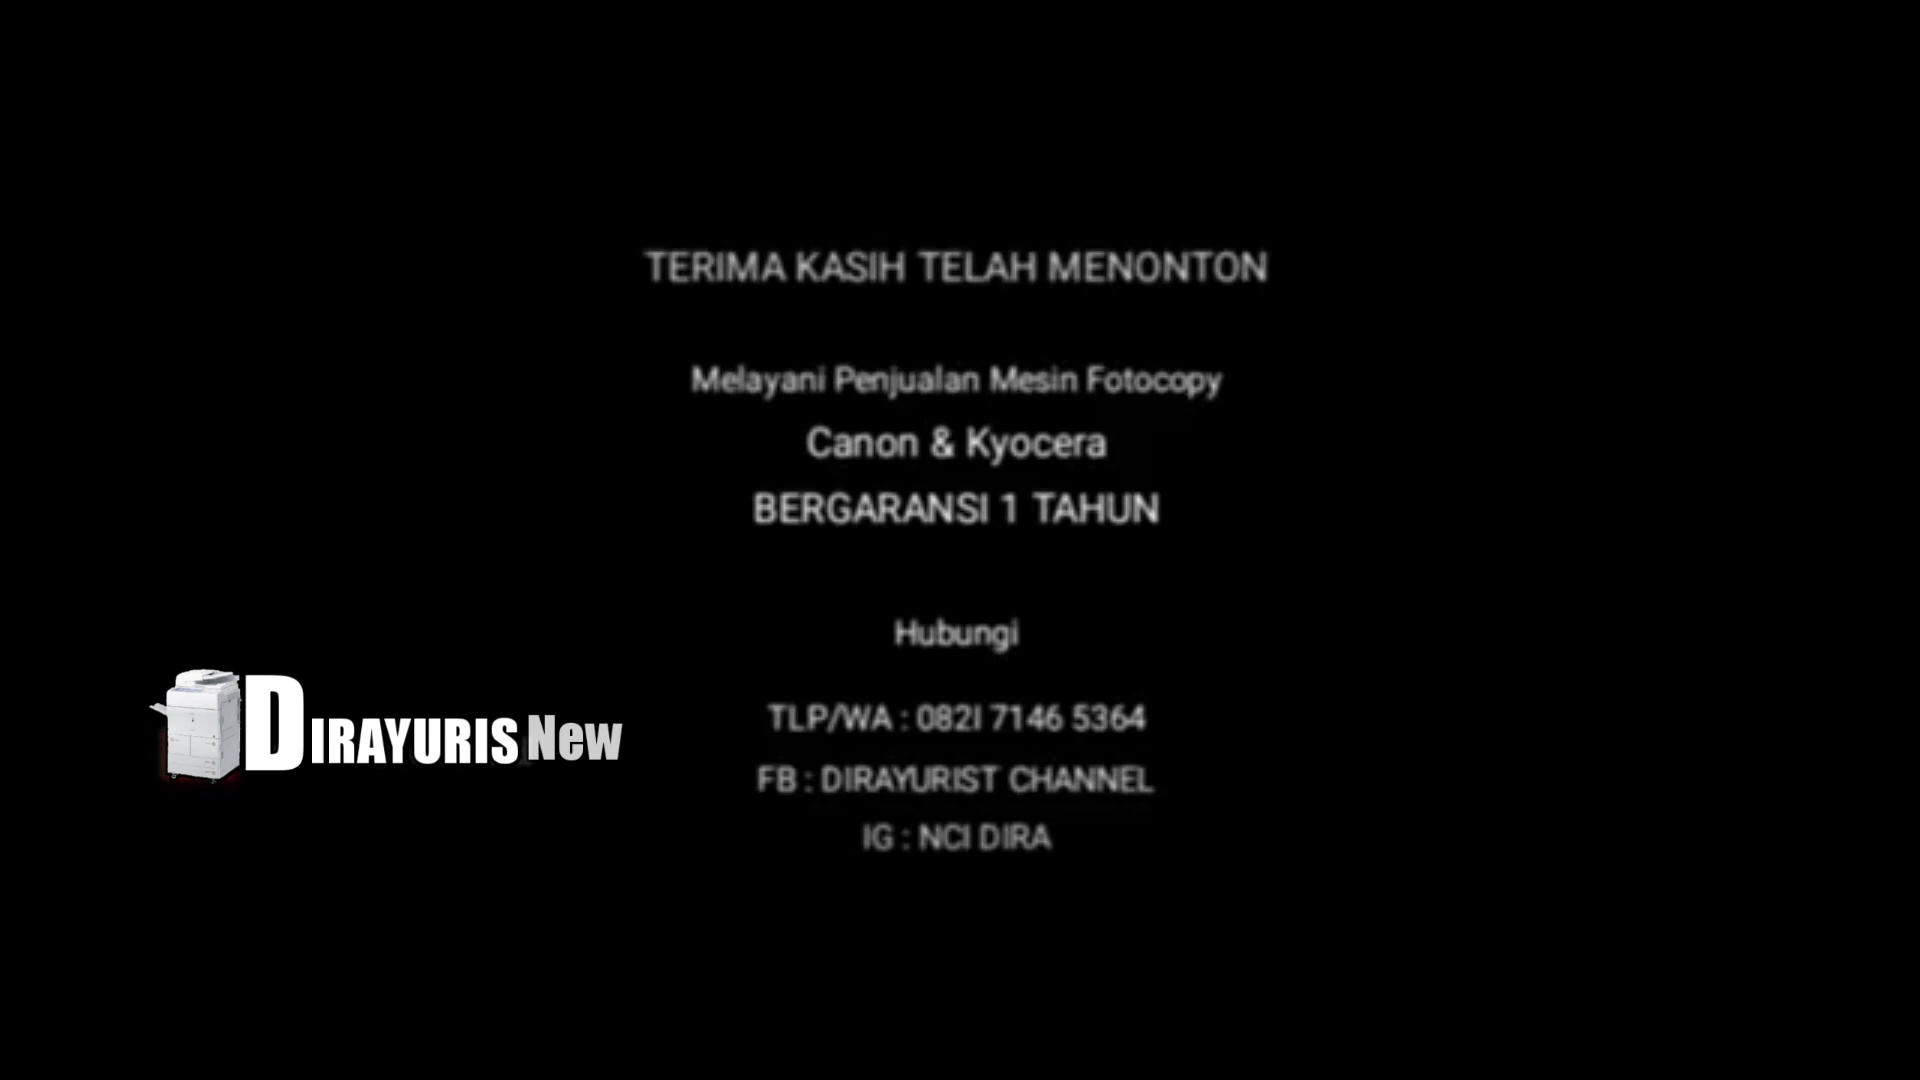 TERIMA KASIH TELAH MENONTON
Melayani Penjualan Mesin Fotocopy
Canon & Kyocera
BERGARANSI 1 TAHUN
Hubungi
TLP/WA : 082I 7146 5364
FB : DIRAYURIST CHANNEL
IG : NCI DIRA
DIRAYURIS New